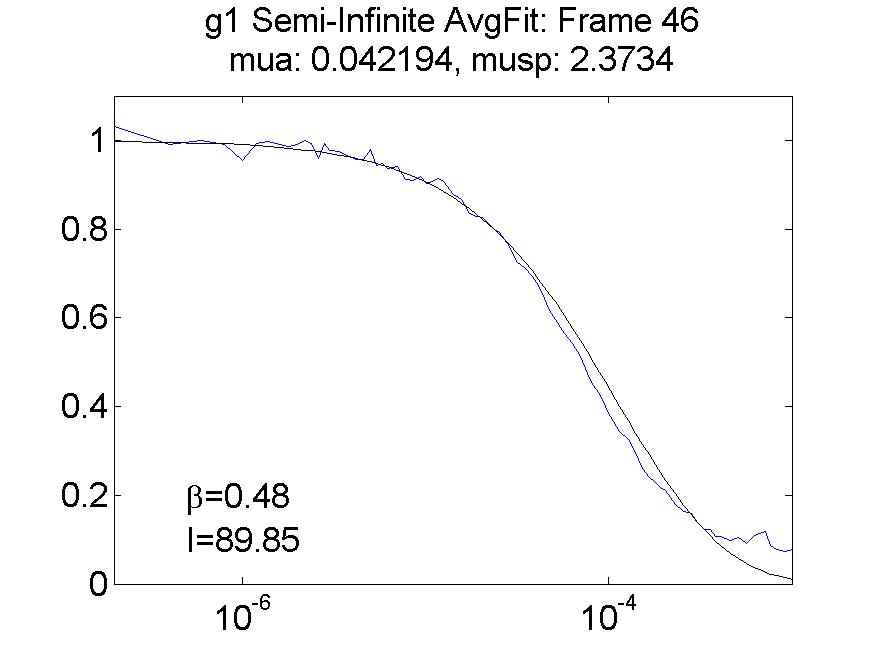 g1 Semi-Infinite AvgFit: Frame 46
mua: 0.042194, musp: 2.3734
1
0.8
0.6
0.4
0.2
0
β=0.48
I=89.85
10^-6
10^-4